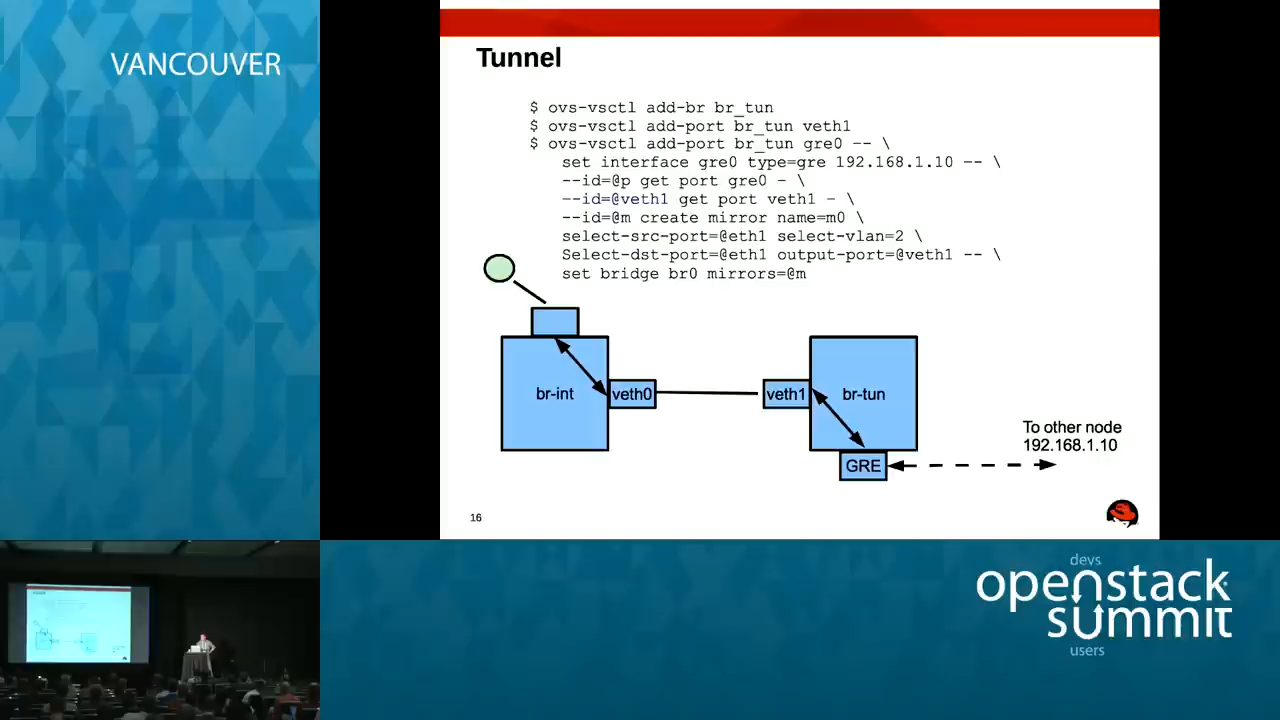 VANCOUVER
Tunnel
$ ovs-vsctl add-br br_tun
$ ovs-vsctl add-port br_tun veth1
$ ovs-vsctl add-port br_tun gre0 -- \
set interface gre0 type=gre 192.168.1.10 -- \
--id=@p get port gre0 - \
--id=@veth1 get port veth1 - \
--id=@m create mirror name=m0 \
select-src-port=@eth1 select-vlan=2 \
Select-dst-port=@eth1 output-port=@veth1 -- \
set bridge br0 mirrors=@m
br-int
veth0
veth1
br-tun
To other node
192.168.1.10
GRE
16
devs
openstack
summit
users